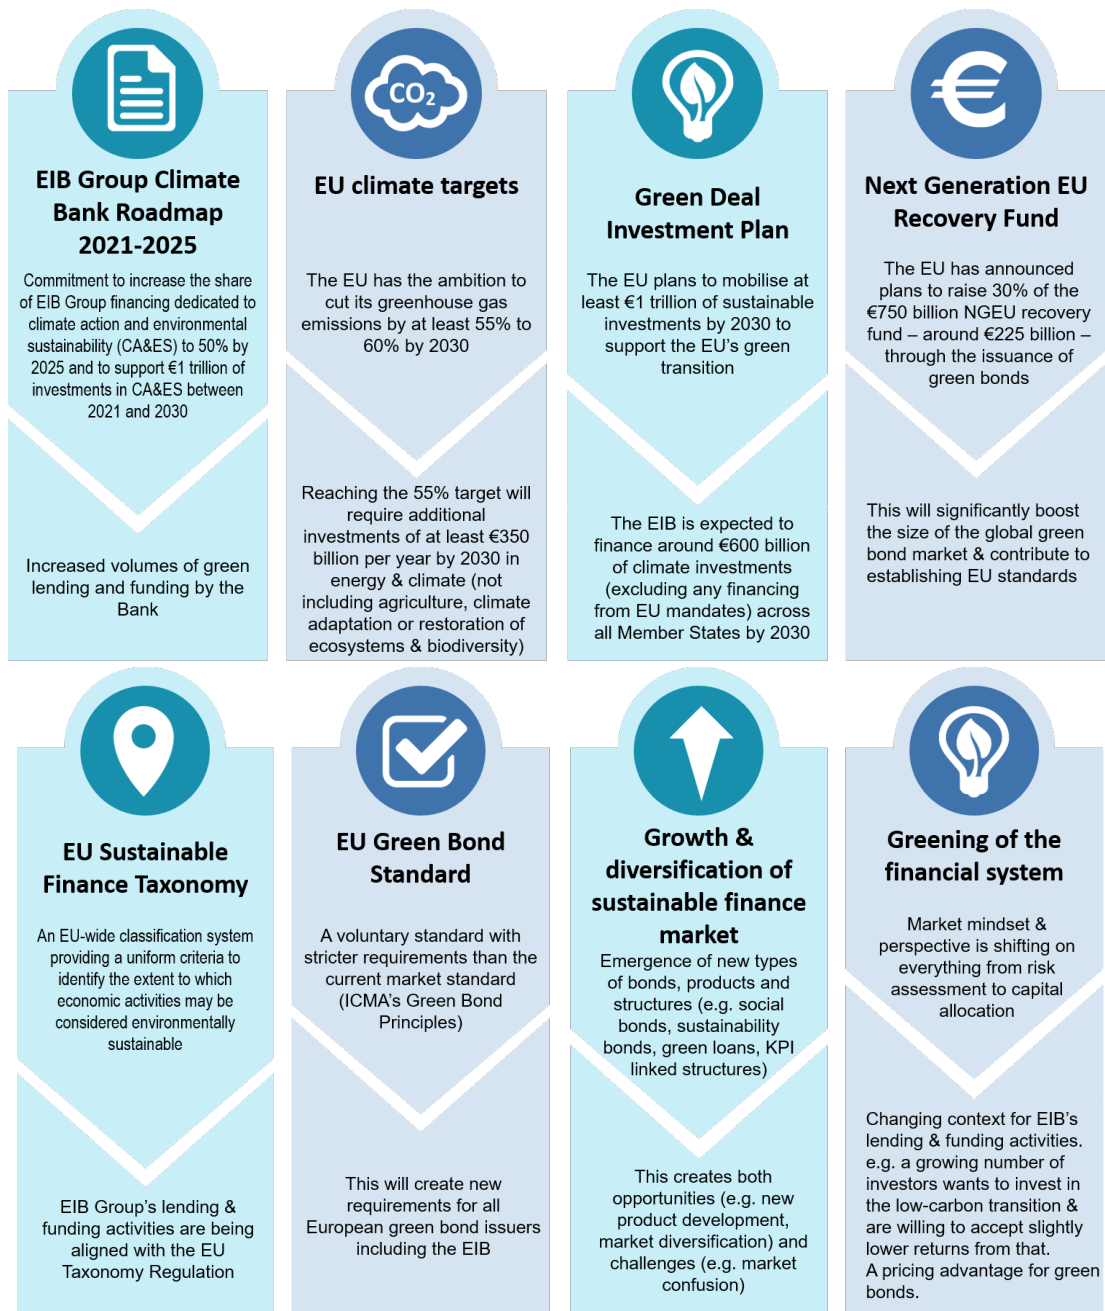 EIB Group Climate
Bank Roadmap
2021-2025
Commitment to increase the share
of EIB Group financing dedicated to
climate action and environmental
sustainability (CA&ES) to 50% by
2025 and to support €1 trillion of
investments in CA&ES between
2021 and 2030
Increased volumes of green
lending and funding by the
Bank
CO2
EU climate targets
The EU has the ambition to
cut its greenhouse gas
emissions by at least 55% to
60% by 2030
Reaching the 55% target will
require additional
investments of at least €350
billion per year by 2030 in
energy & climate (not
including agriculture, climate
adaptation or restoration of
ecosystems & biodiversity)
Green Deal
Investment Plan
The EU plans to mobilise at
least €1 trillion of sustainable
investments by 2030 to
support the EU's green
transition
The EIB is expected to
finance around €600 billion
of climate investments
(excluding any financing
from EU mandates) across
all Member States by 2030
€
Next Generation EU
Recovery Fund
The EU has announced
plans to raise 30% of the
€750 billion NGEU recovery
fund – around €225 billion –
through the issuance of
green bonds
This will significantly boost
the size of the global green
bond market & contribute to
establishing EU standards
EU Sustainable
Finance Taxonomy
An EU-wide classification system
providing a uniform criteria to
identify the extent to which
economic activities may be
considered environmentally
sustainable
EIB Group's lending &
funding activities are being
aligned with the EU
Taxonomy Regulation
EU Green Bond
Standard
A voluntary standard with
stricter requirements than the
current market standard
(ICMA's Green Bond
Principles)
This will create new
requirements for all
European green bond issuers
including the EIB
Growth &
diversification of
sustainable finance
market
Emergence of new types
of bonds, products and
structures (e.g. social
bonds, sustainability
bonds, green loans, KPI
linked structures)
This creates both
opportunities (e.g. new
product development,
market diversification) and
challenges (e.g. market
confusion)
Greening of the
financial system
Market mindset &
perspective is shifting on
everything from risk
assessment to capital
allocation
Changing context for EIB's
lending & funding activities.
e.g. a growing number of
investors wants to invest in
the low-carbon transition &
are willing to accept slightly
lower returns from that.
A pricing advantage for green
bonds.